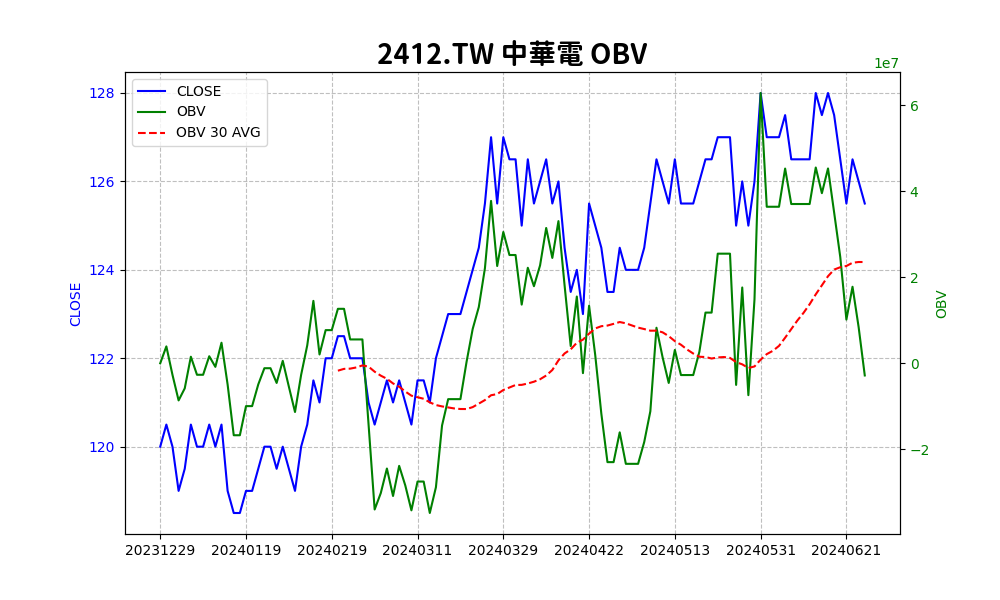 2412.TW 中華電 OBV
1e7
CLOSE
OBV
OBV 30 AVG
128
126
124
122
120
CLOSE
6
4
2
0
−2
OBV
20231229 20240119 20240219 20240311 20240329 20240422 20240513 20240531 20240621